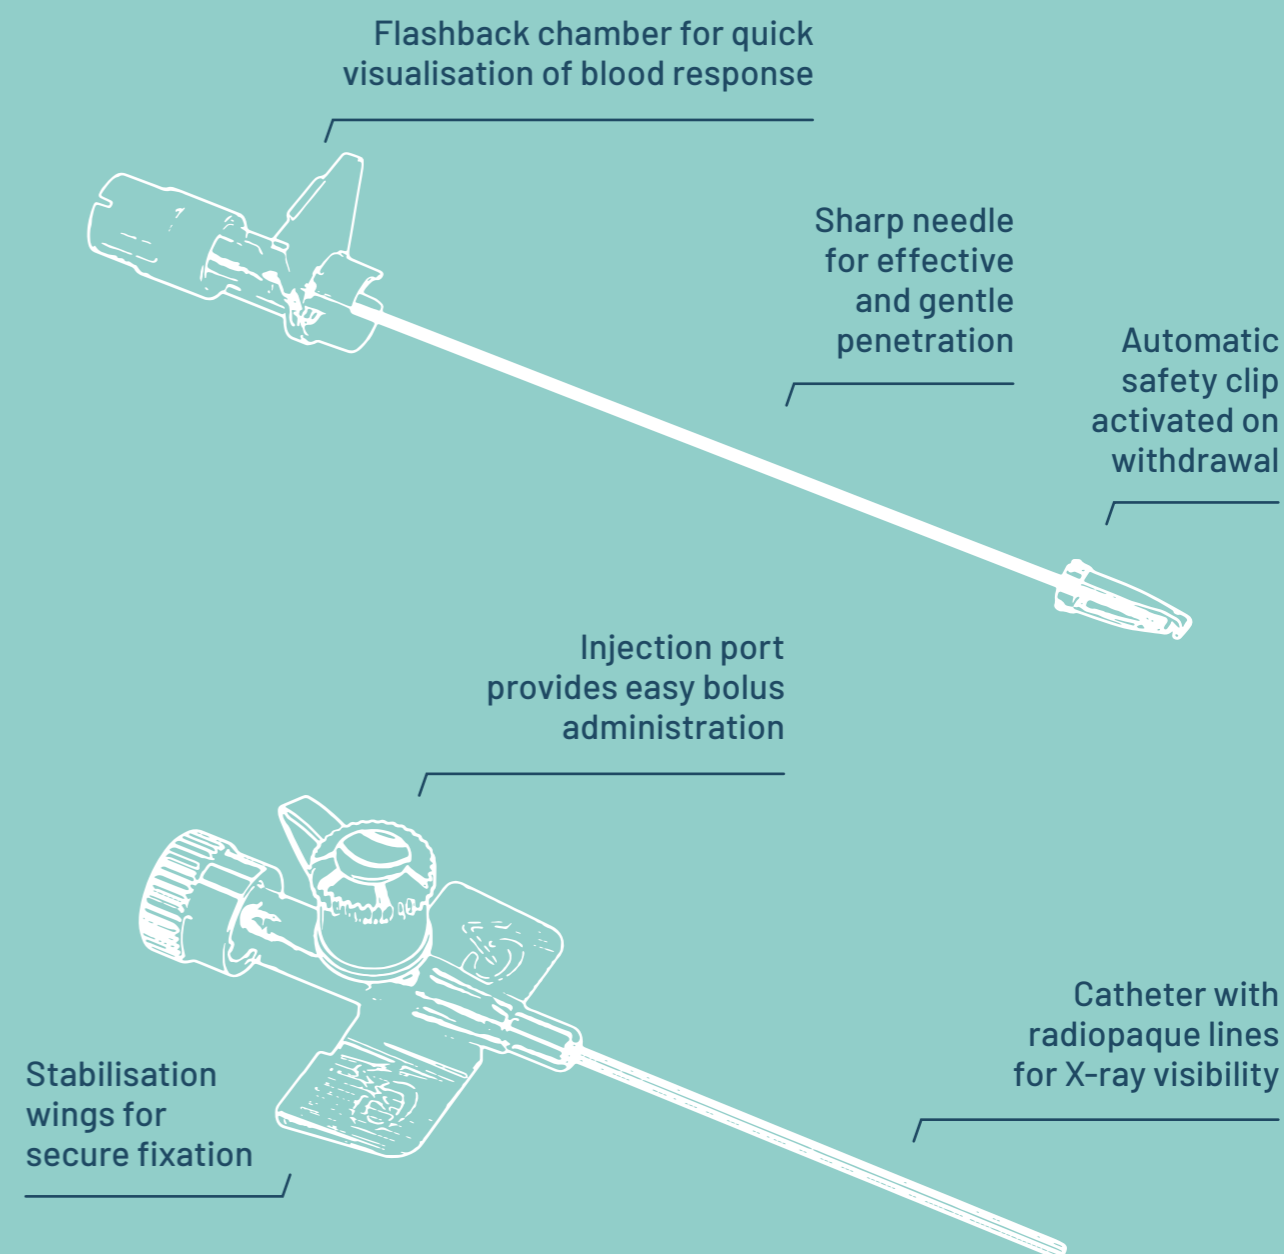 Flashback chamber for quick
visualisation of blood response
Sharp needle
for effective
and gentle
penetration
Automatic
safety clip
activated on
withdrawal
Injection port
provides easy bolus
administration
Catheter with
radiopaque lines
for X-ray visibility
Stabilisation
wings for
secure fixation